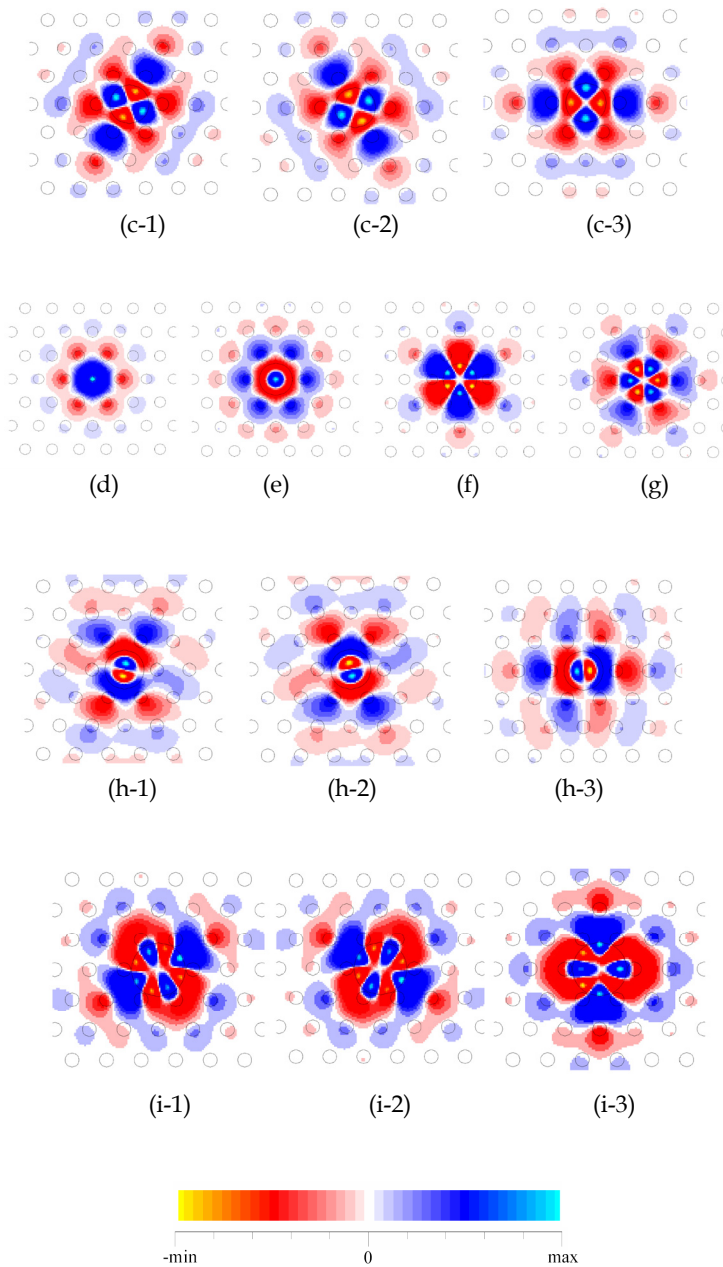 (c-1) (c-2) (c-3)
(d) (e) (f) (g)
(h-1) (h-2) (h-3)
(i-1) (i-2) (i-3)
-min 0 max